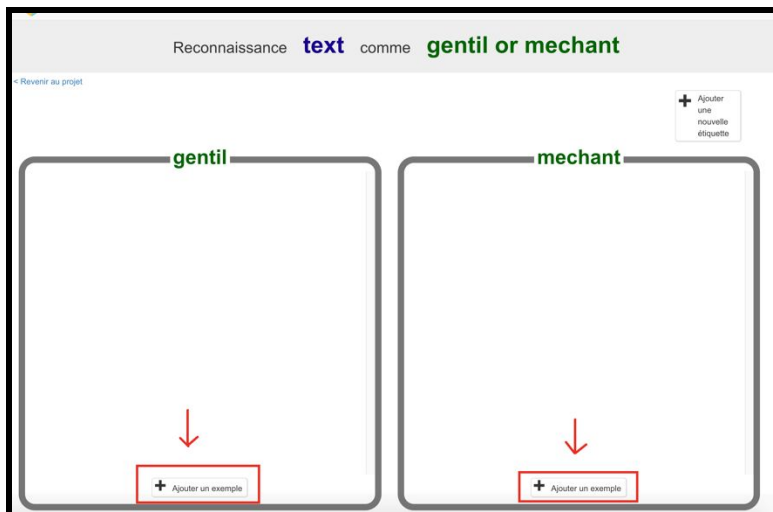 Reconnaissance text comme gentil or mechant
< Revenir au projet
Ajouter
une
nouvelle
étiquette
gentil
mechant
Ajouter un exemple
Ajouter un exemple